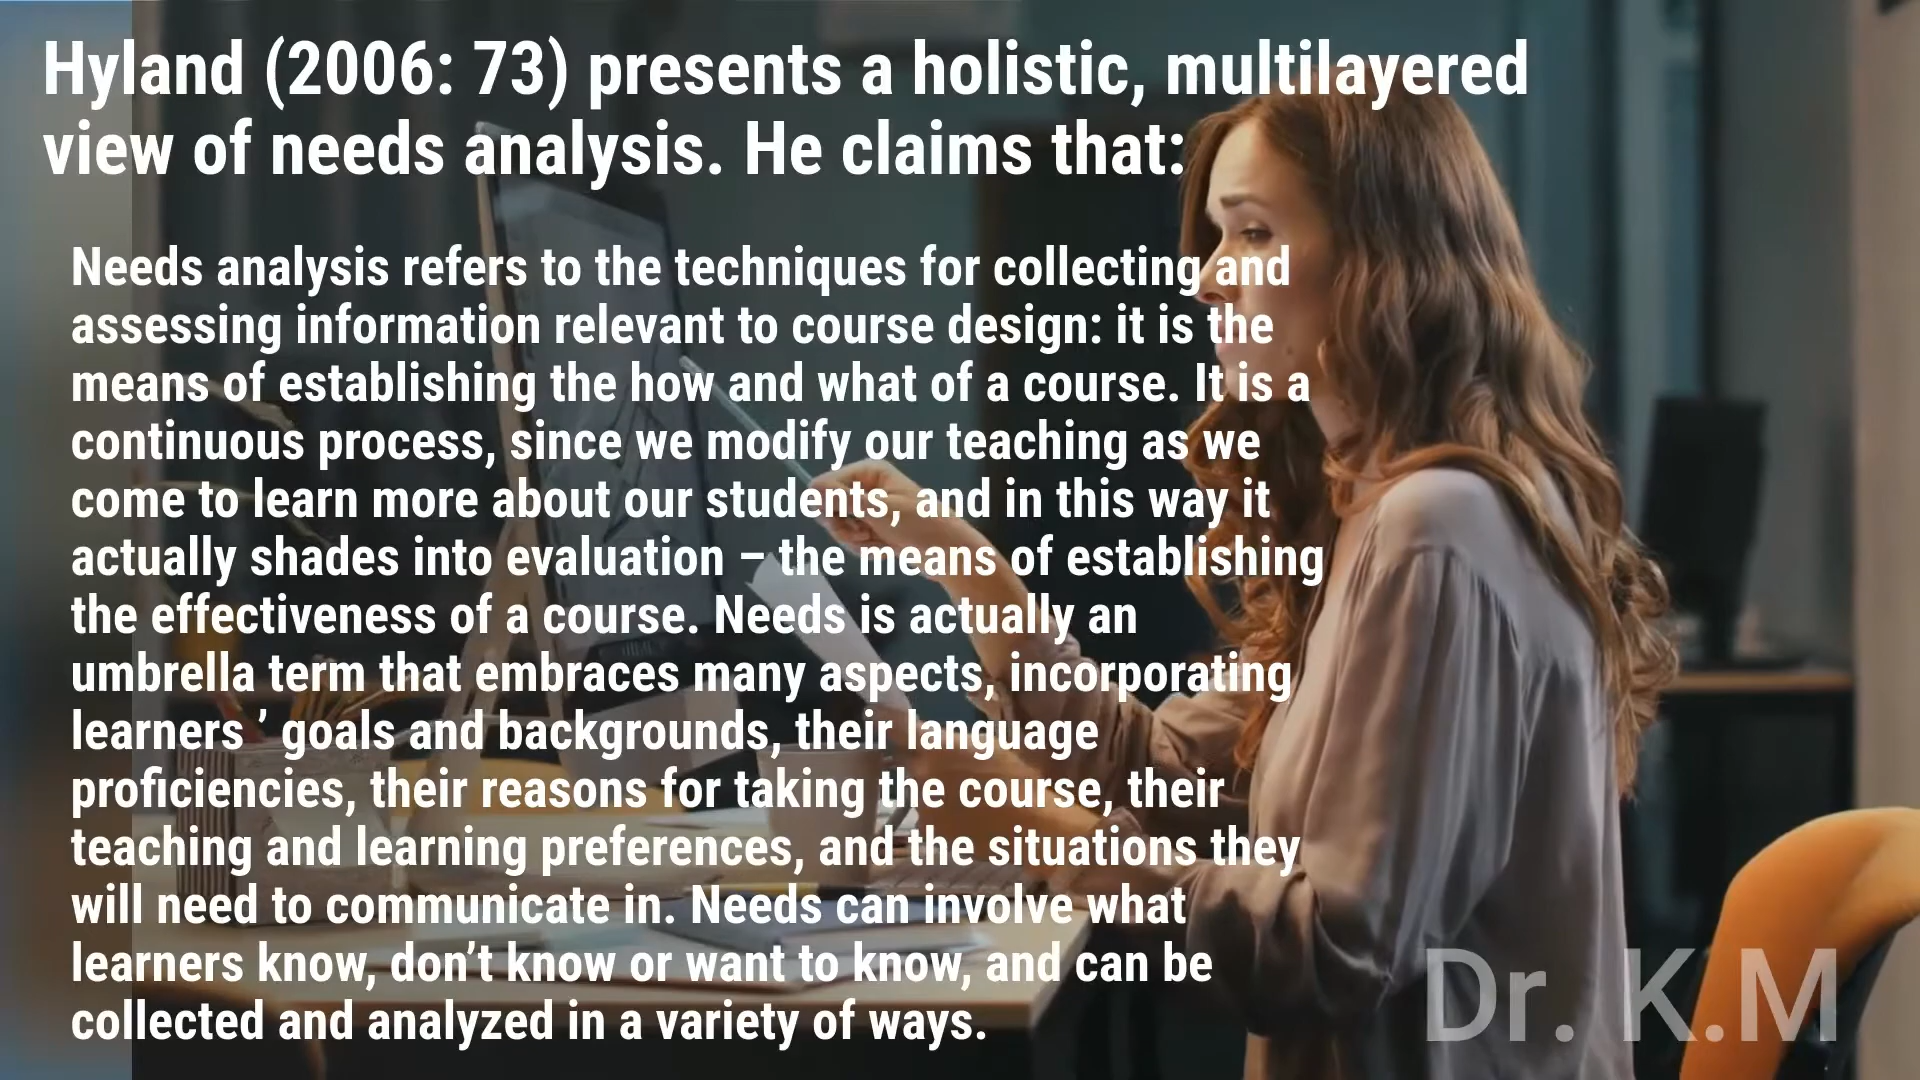 Hyland (2006: 73) presents a holistic, multilayered
view of needs analysis. He claims that:
Needs analysis refers to the techniques for collecting and
assessing information relevant to course design: it is the
means of establishing the how and what of a course. It is a
continuous process, since we modify our teaching as we
come to learn more about our students, and in this way it
actually shades into evaluation – the means of establishing
the effectiveness of a course. Needs is actually an
umbrella term that embraces many aspects, incorporating
learners ’ goals and backgrounds, their language
proficiencies, their reasons for taking the course, their
teaching and learning preferences, and the situations they
will need to communicate in. Needs can involve what
learners know, don’t know or want to know, and can be
collected and analyzed in a variety of ways.
Dr. K.M